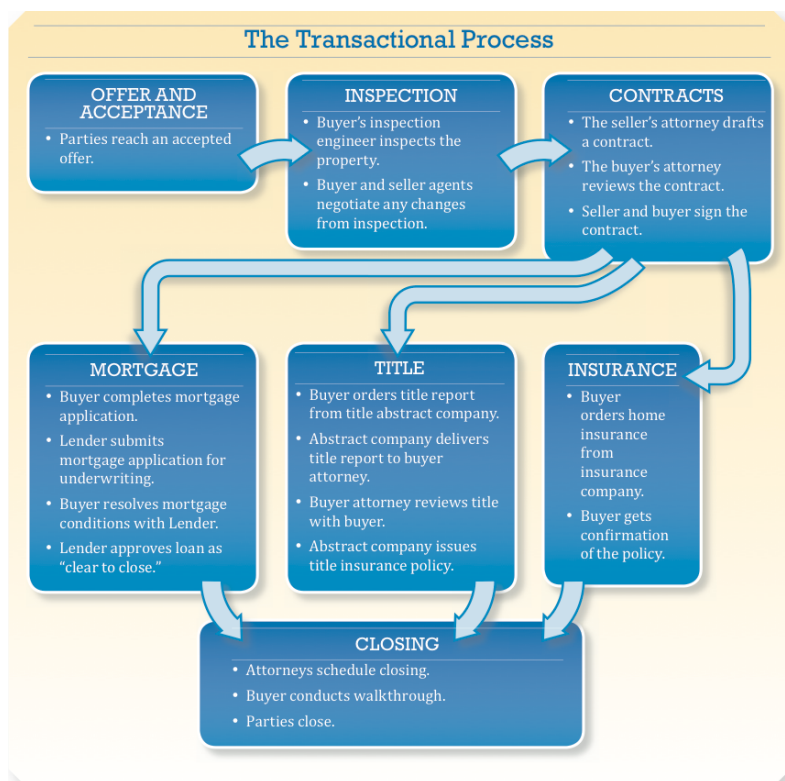 The Transactional Process
OFFER AND
ACCEPTANCE
• Parties reach an accepted
offer.
INSPECTION
• Buyer’s inspection
engineer inspects the
property.
• Buyer and seller agents
negotiate any changes
from inspection.
CONTRACTS
• The seller’s attorney drafts
a contract.
• The buyer’s attorney
reviews the contract.
• Seller and buyer sign the
contract.
MORTGAGE
• Buyer completes mortgage
application.
• Lender submits
mortgage application for
underwriting.
• Buyer resolves mortgage
conditions with Lender.
• Lender approves loan as
“clear to close.”
TITLE
• Buyer orders title report
from title abstract company.
• Abstract company delivers
title report to buyer
attorney.
• Buyer attorney reviews title
with buyer.
• Abstract company issues
title insurance policy.
INSURANCE
• Buyer
orders home
insurance
from
insurance
company.
• Buyer gets
confirmation
of the policy.
CLOSING
• Attorneys schedule closing.
• Buyer conducts walkthrough.
• Parties close.